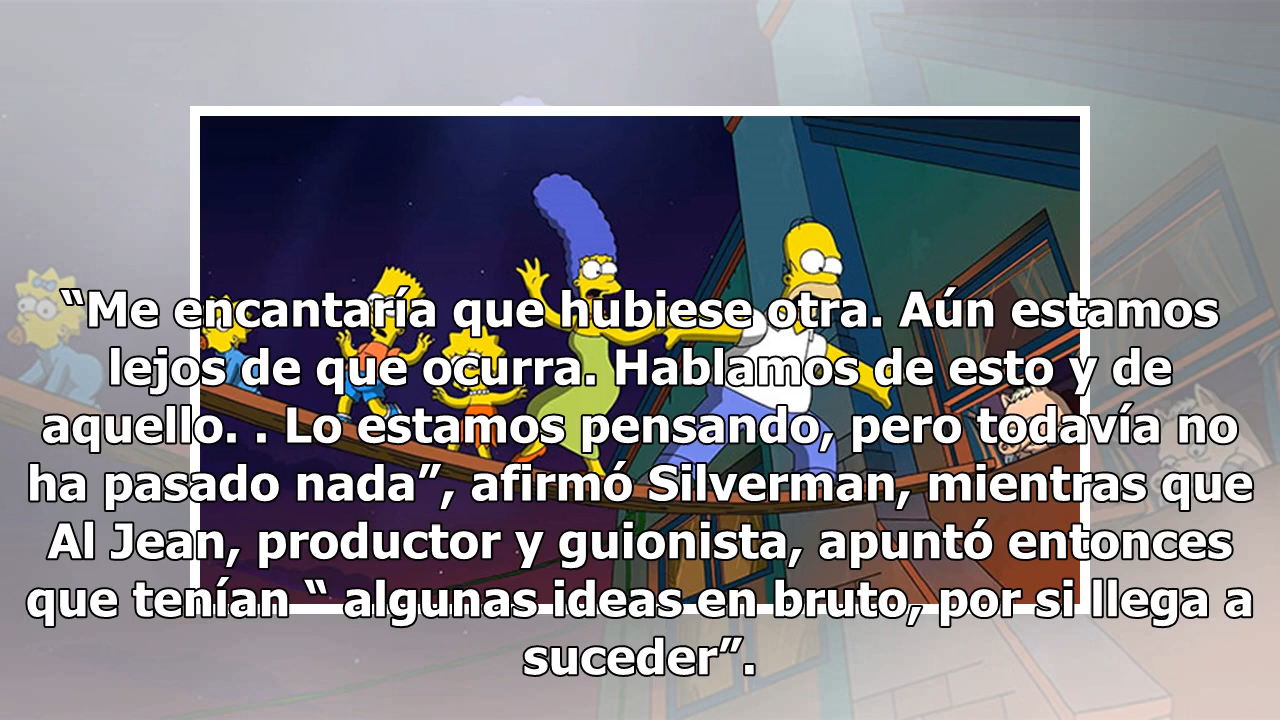 “Me encantaría que hubiese otra. Aún estamos
lejos de que ocurra. Hablamos de esto y de
aquello. . Lo estamos pensando, pero todavía no
ha pasado nada”, afirmó Silverman, mientras que
Al Jean, productor y guionista, apuntó entonces
que tenían “ algunas ideas en bruto, por si llega a
suceder”.